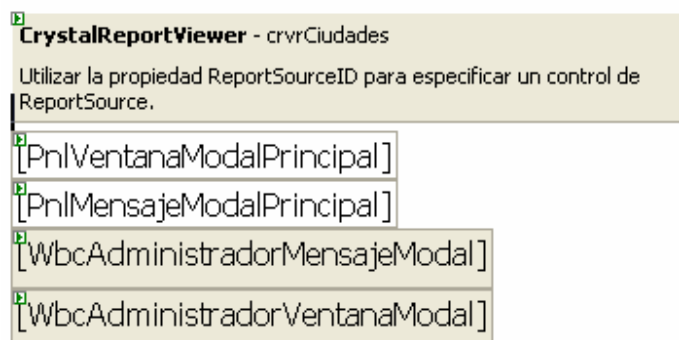 CrystalReportViewer - crvrCiudades
Utilizar la propiedad ReportSourceID para especificar un control de
ReportSource.
[PnlVentanaModalPrincipal]
[PnlMensajeModalPrincipal]
[WbcAdministradorMensajeModal]
[WbcAdministradorVentanaModal]